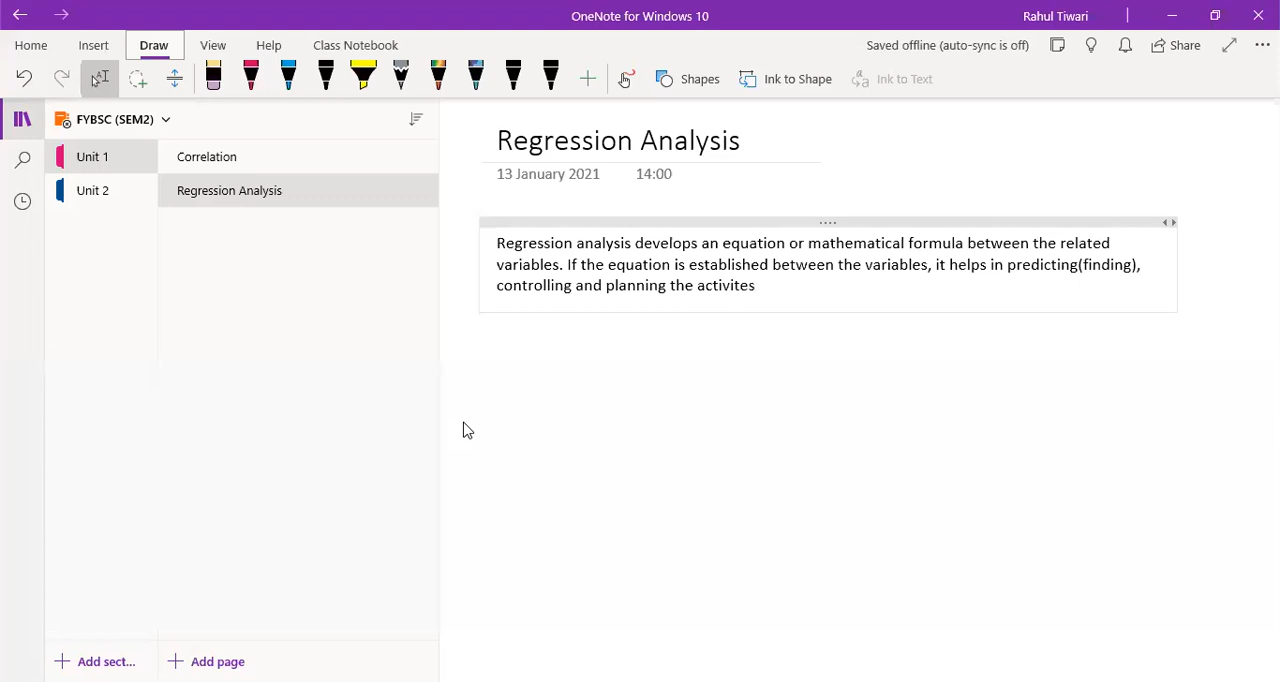 OneNote for Windows 10
Rahul Tiwari
Home Insert Draw View Help Class Notebook
Saved offline (auto-sync is off) Share
Shapes Ink to Shape Ink to Text
FYBSC (SEM2)
Unit 1
Unit 2
Correlation
Regression Analysis
Regression Analysis
13 January 2021 14:00
Regression analysis develops an equation or mathematical formula between the related
variables. If the equation is established between the variables, it helps in predicting(finding),
controlling and planning the activites
Add sect...
Add page